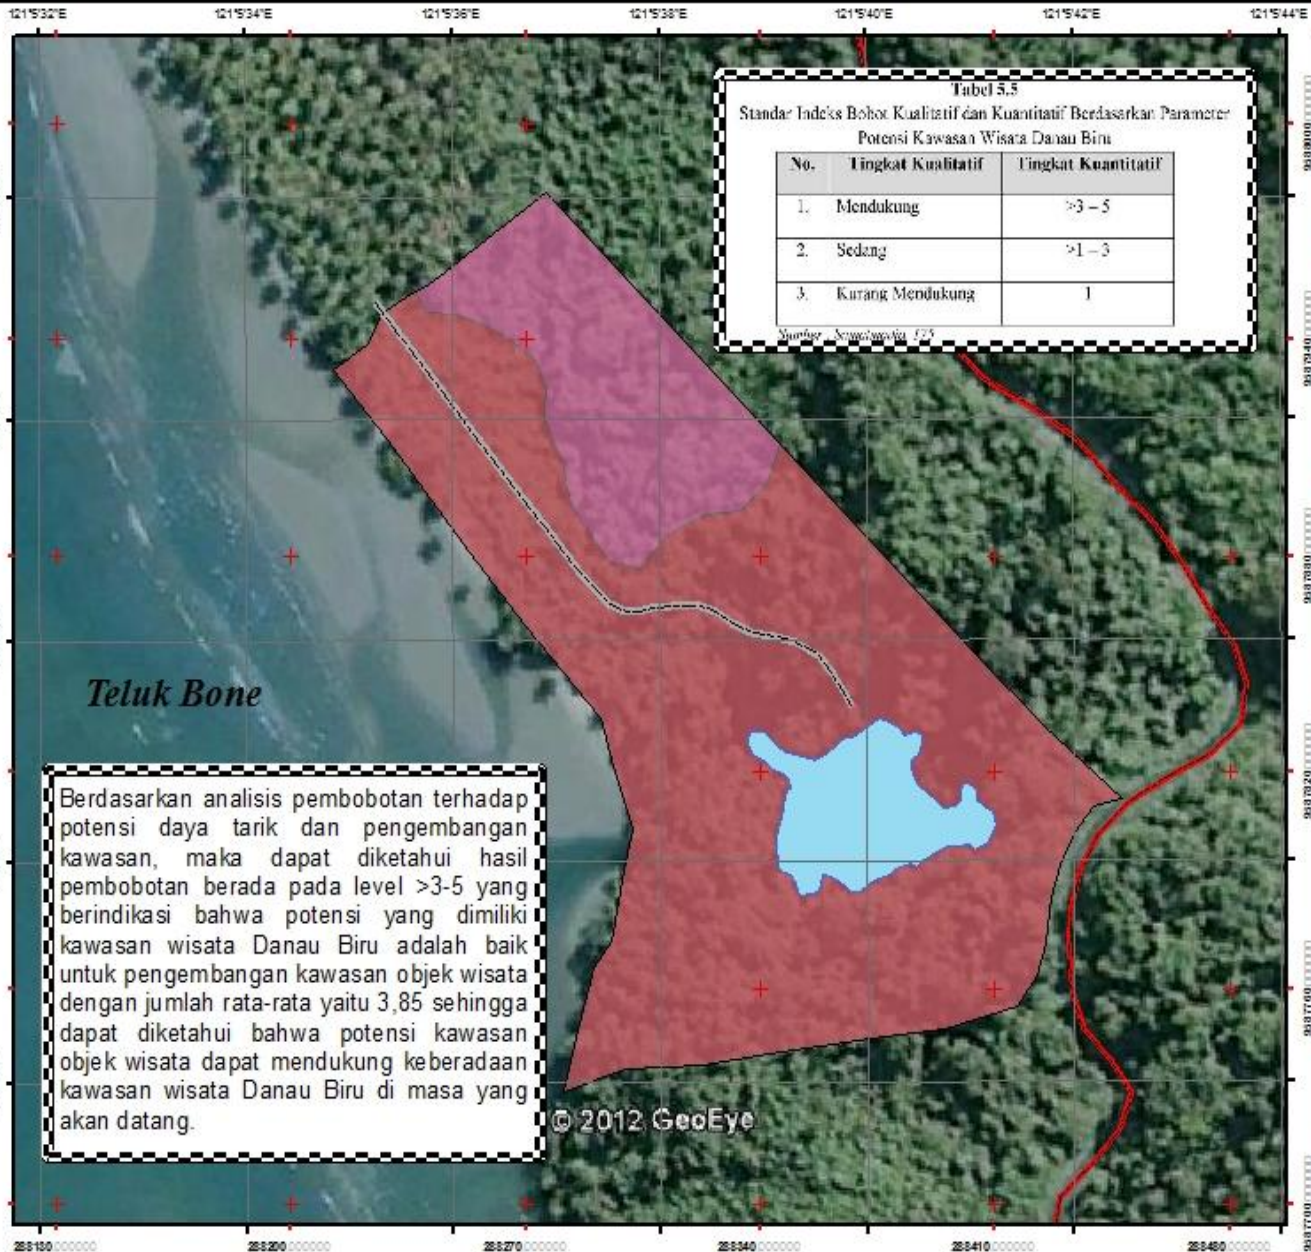 121°5'32"E 121°5'34"E 121°5'36"E 121°5'38"E 121°5'40"E 121°5'42"E 121°5'44"E
Tabel 5.5
Standar Indeks Bobot Kualitatif dan Kuantitatif Berdasarkan Parameter
Potensi Kawasan Wisata Danau Biru
No. Tingkat Kualitatif Tingkat Kuantitatif
1. Mendukung >3 – 5
2. Sedang >1 – 3
3. Kurang Mendukung 1
Teluk Bone
Berdasarkan analisis pembobotan terhadap
potensi daya tarik dan pengembangan
kawasan, maka dapat diketahui hasil
pembobotan berada pada level >3-5 yang
berindikasi bahwa potensi yang dimiliki
kawasan wisata Danau Biru adalah baik
untuk pengembangan kawasan objek wisata
dengan jumlah rata-rata yaitu 3,85 sehingga
dapat diketahui bahwa potensi kawasan
objek wisata dapat mendukung keberadaan
kawasan wisata Danau Biru di masa yang
akan datang.
© 2012 GeoEye